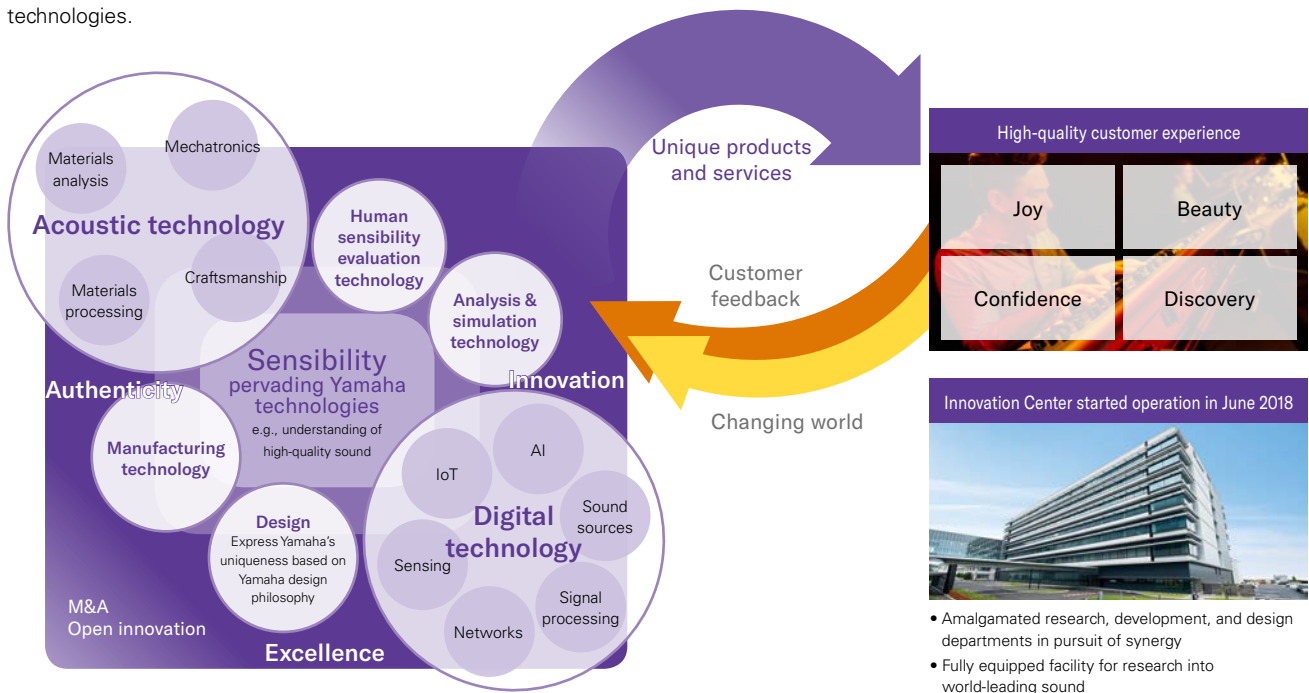 technologies.
Materials
analysis
Mechatronics
Acoustic technology
Materials
processing
Craftsmanship
Human
sensibility
evaluation
technology
Analysis &
simulation
technology
Sensibility
pervading Yamaha
technologies
e.g., understanding of
high-quality sound
Authenticity
Innovation
Manufacturing
technology
Design
Express Yamaha's
uniqueness based on
Yamaha design
philosophy
IoT
AI
Sound
sources
Digital
technology
Sensing
Signal
processing
Networks
M&A
Open innovation
Excellence
Unique products
and services
Customer
feedback
Changing world
High-quality customer experience
Joy
Beauty
Confidence
Discovery
Innovation Center started operation in June 2018
• Amalgamated research, development, and design
departments in pursuit of synergy
• Fully equipped facility for research into
world-leading sound